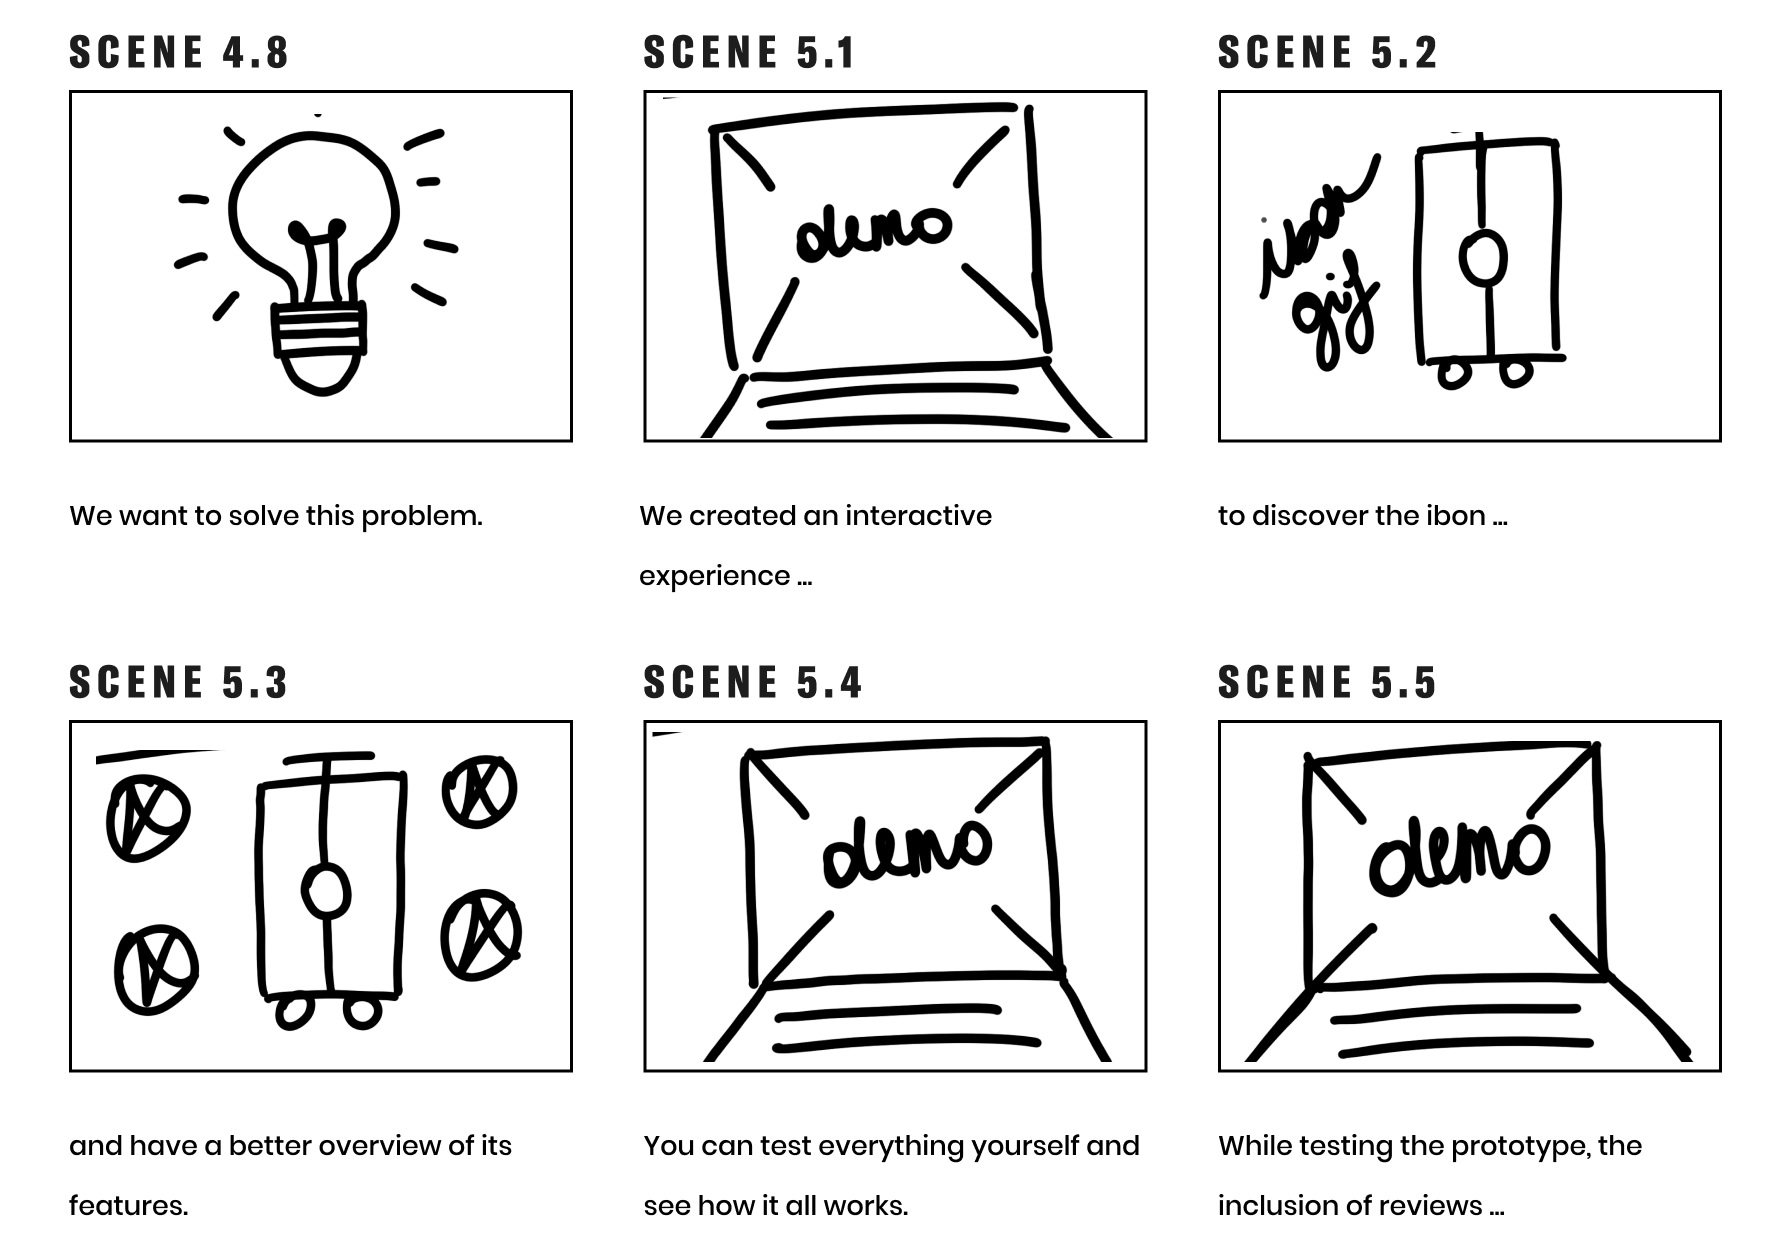 SCENE 4.8
SCENE 5.1
SCENE 5.2
demo
ibon
gif
We want to solve this problem.
We created an interactive
experience ...
to discover the ibon ...
SCENE 5.3
SCENE 5.4
SCENE 5.5
demo
demo
and have a better overview of its
features.
You can test everything yourself and
see how it all works.
While testing the prototype, the
inclusion of reviews ...